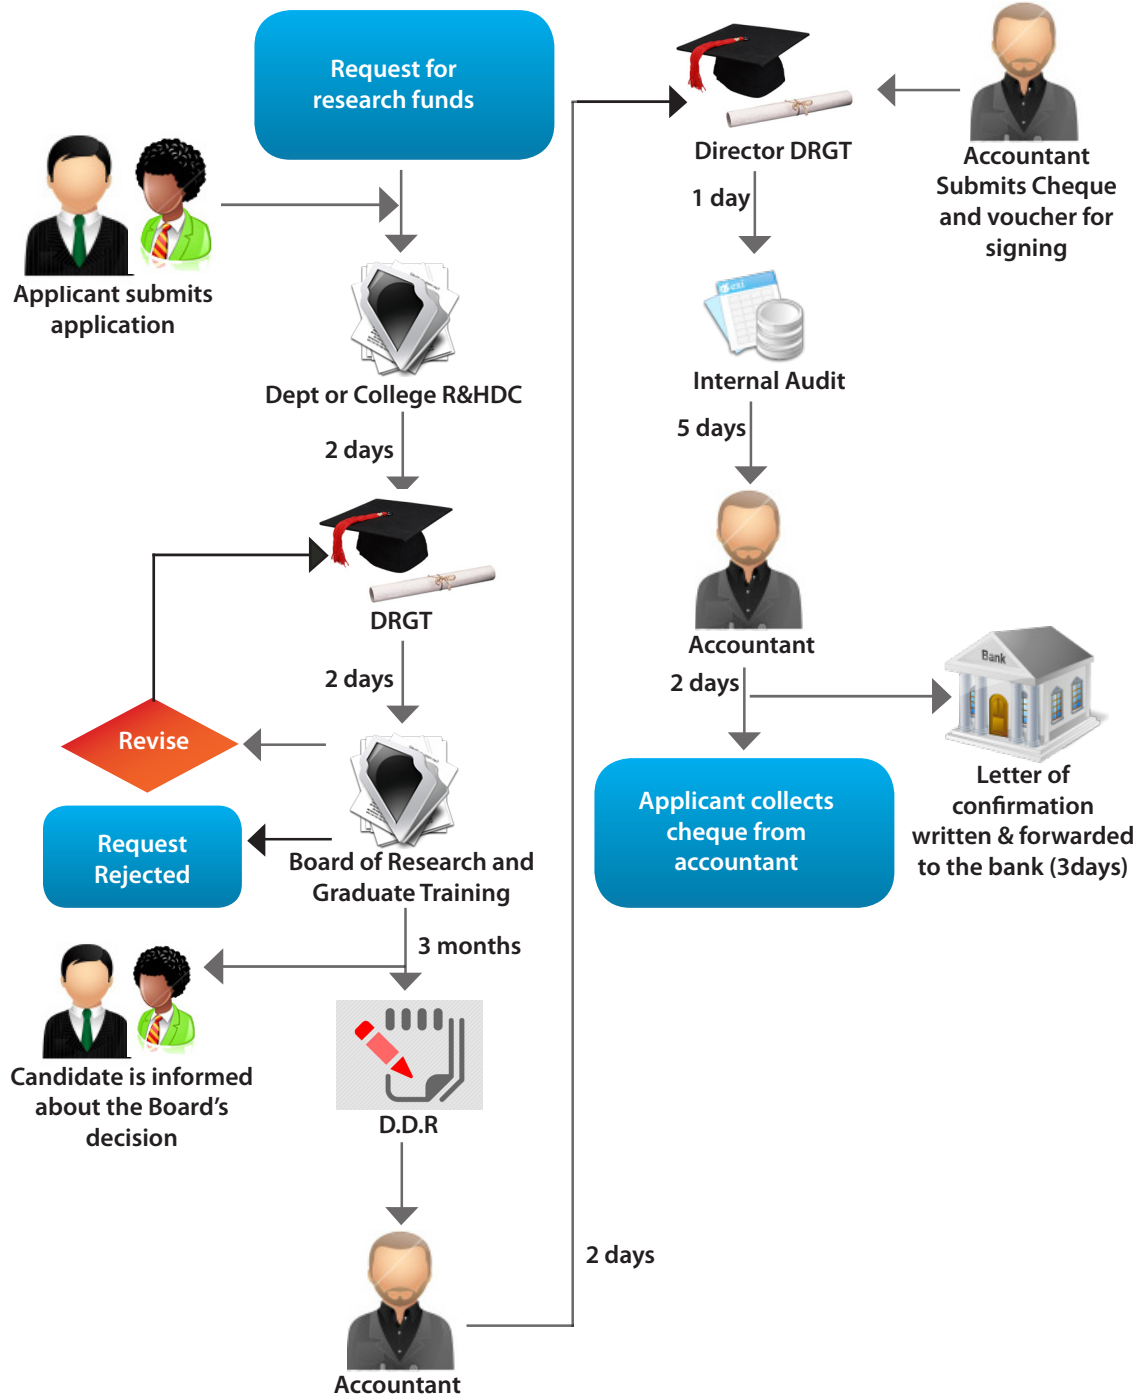 Request for
research funds
Applicant submits
application
Dept or College R&HDC
2 days
DRGT
2 days
Revise
Request
Rejected
Board of Research and
Graduate Training
3 months
Candidate is informed
about the Board's
decision
D.D.R
Accountant
2 days
Director DRGT
Accountant
Submits Cheque
and voucher for
signing
1 day
Internal Audit
5 days
Accountant
2 days
Bank
Letter of
confirmation
written & forwarded
to the bank (3days)
Applicant collects
cheque from
accountant